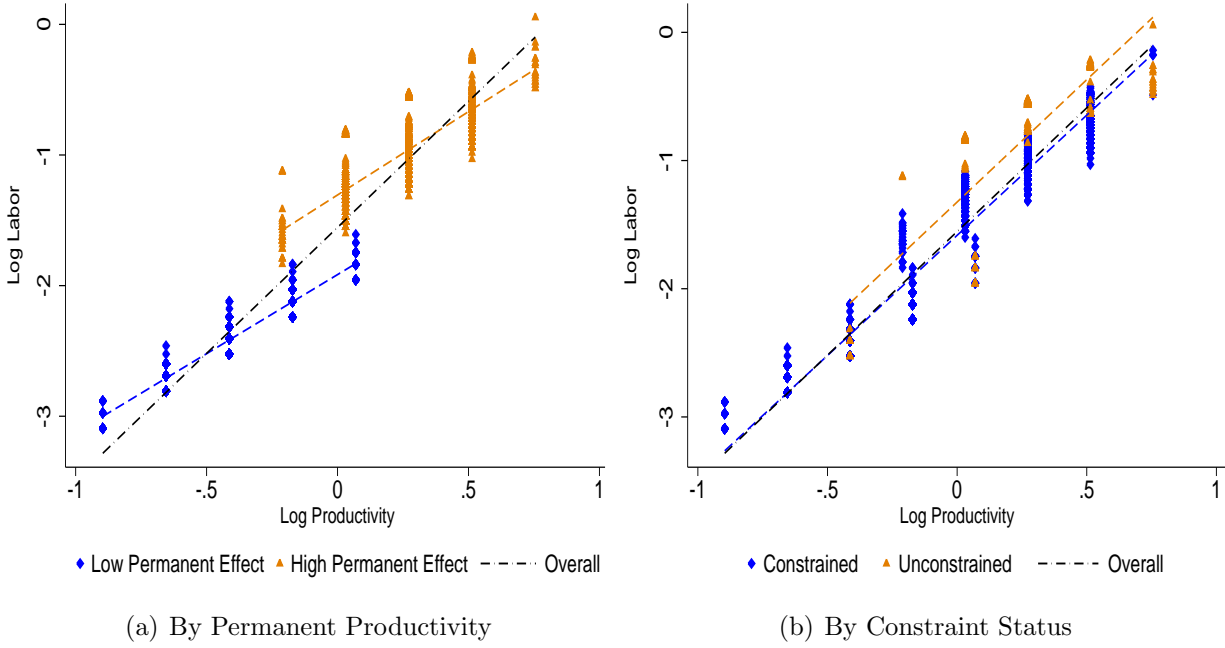 Log Labor
0
-1
-2
-3
-1
-.5
0
.5
1
Log Productivity
Low Permanent Effect High Permanent Effect Overall
(a) By Permanent Productivity
Log Labor
0
-1
-2
-3
-1
-.5
0
.5
1
Log Productivity
Constrained Unconstrained Overall
(b) By Constraint Status